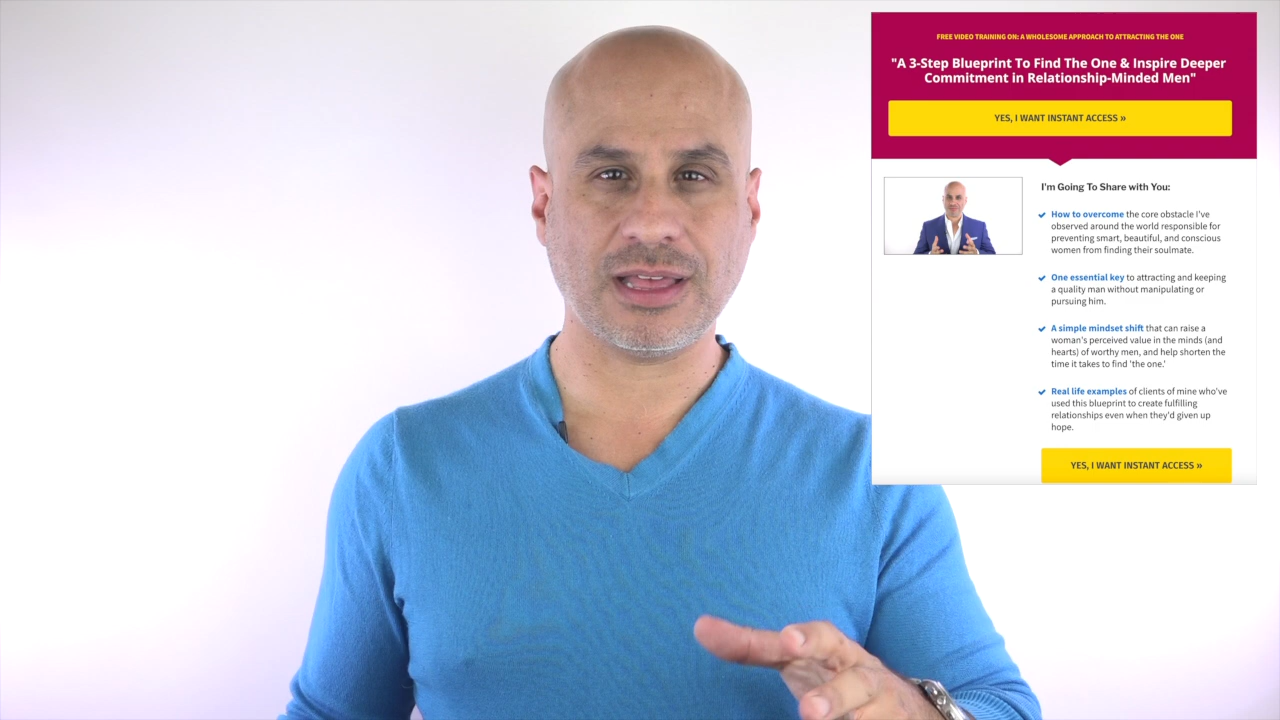 FREE VIDEO TRAINING ON: A WHOLESOME APPROACH TO ATTRACTING THE ONE
"A 3-Step Blueprint To Find The One & Inspire Deeper
Commitment in Relationship-Minded Men"
YES, I WANT INSTANT ACCESS »
I'm Going To Share with You:
How to overcome the core obstacle I've
observed around the world responsible for
preventing smart, beautiful, and conscious
women from finding their soulmate.
One essential key to attracting and keeping
a quality man without manipulating or
pursuing him.
A simple mindset shift that can raise a
woman's perceived value in the minds (and
hearts) of worthy men, and help shorten the
time it takes to find 'the one.'
Real life examples of clients of mine who've
used this blueprint to create fulfilling
relationships even when they'd given up
hope.
YES, I WANT INSTANT ACCESS »